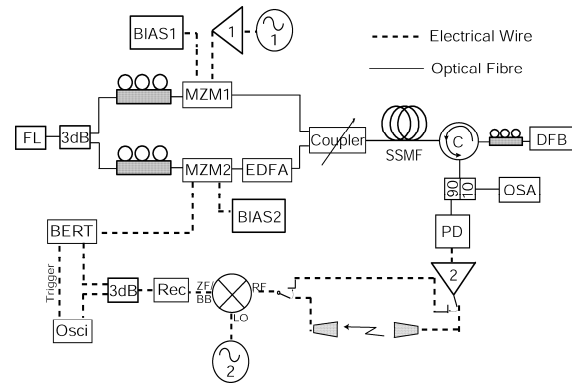 BIAS1
1
1
Electrical Wire
Optical Fibre
MZM1
FL
3dB
Coupler
SSMF
C
DFB
MZM2
EDFA
90
10
OSA
BIAS2
PD
BERT
Trigger
3dB
Rec
ZF/
BB
RF
LO
2
Osci
2